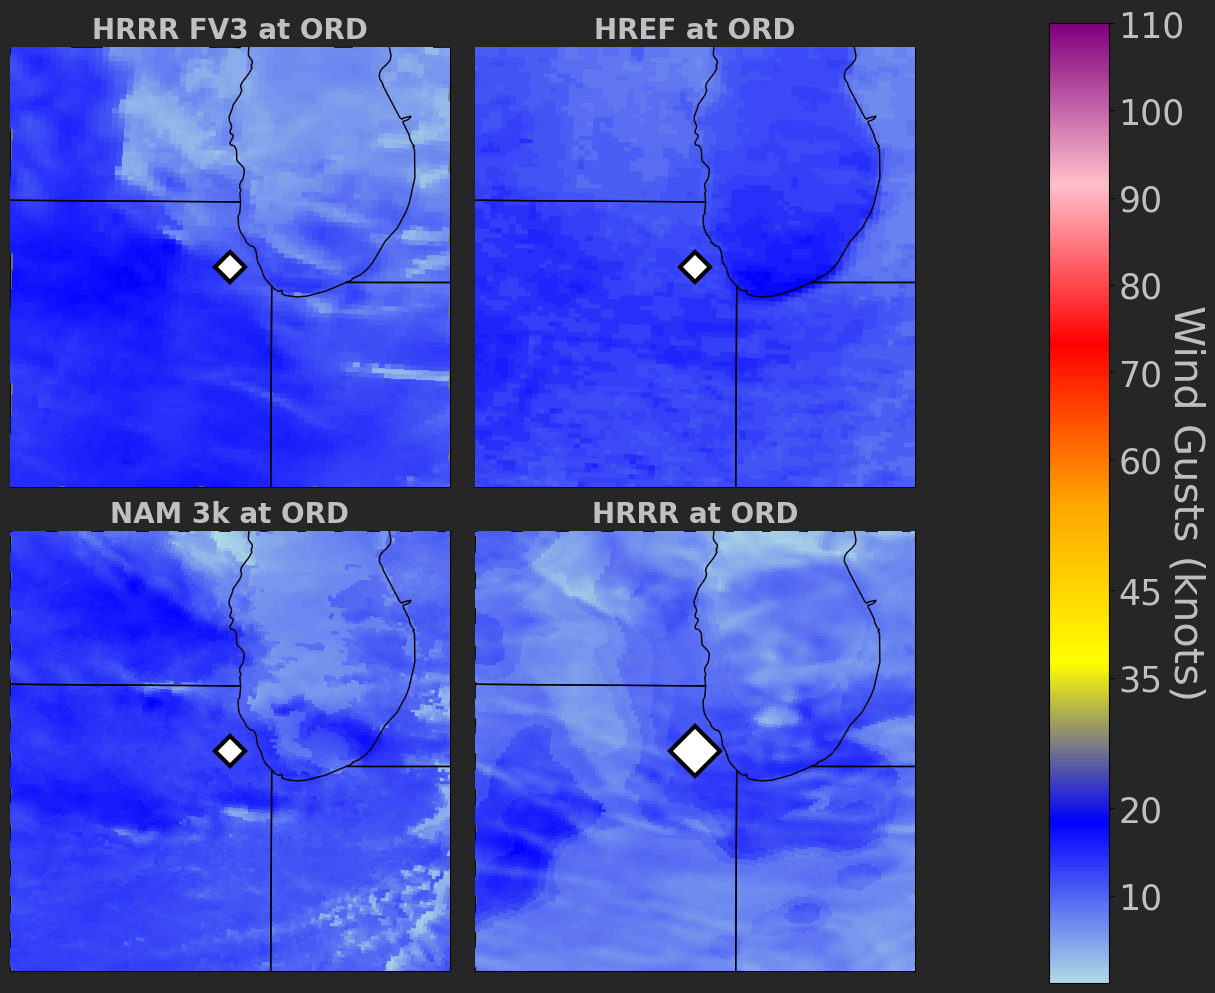 HRRR FV3 at ORD
HREF at ORD
NAM 3k at ORD
HRRR at ORD
110
100
90
80
70
60
45
35
20
10
Wind Gusts (knots)